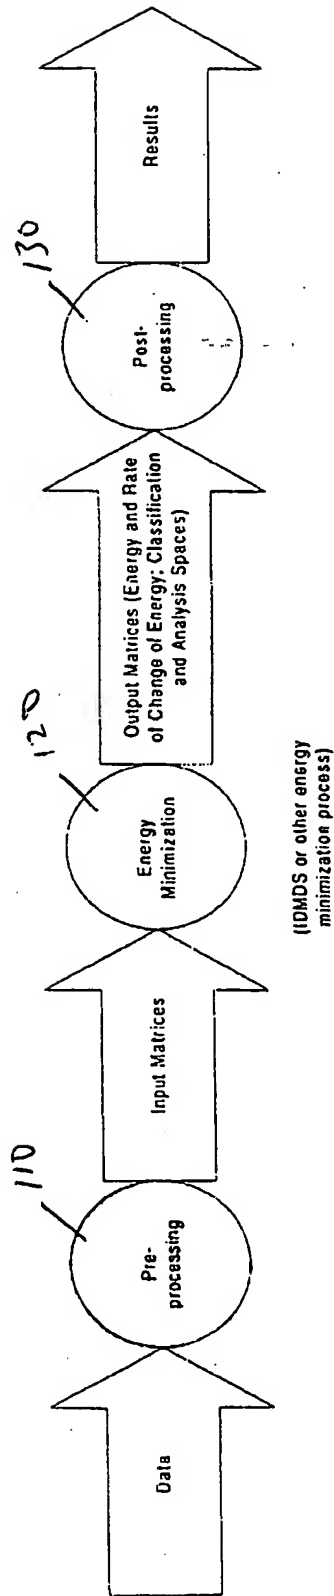 Data
110
Pre-
processing
Input Matrices
120
Energy
Minimization
(IDMDS or other energy
minimization process)
Output Matrices (Energy and Rate
of Change of Energy; Classification
and Analysis Spaces)
130
Post-
processing
Results